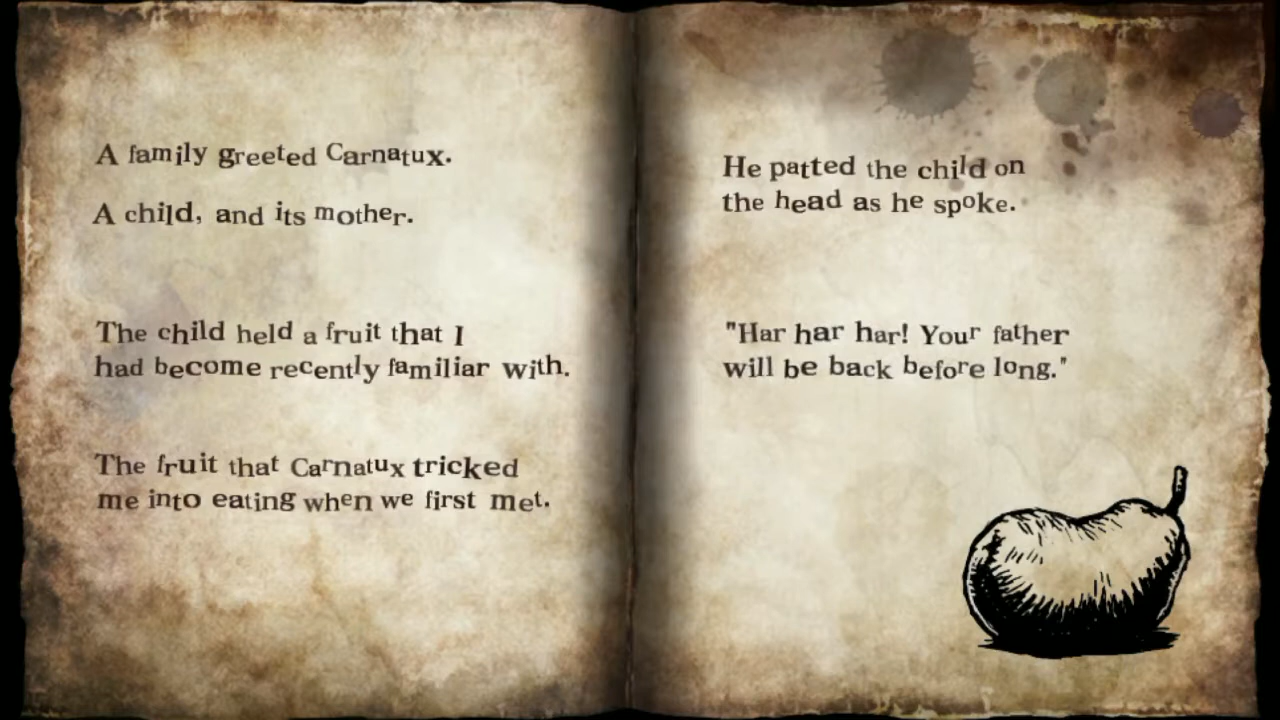 A family greeted Carnatux.
A child, and its mother.
The child held a fruit that I
had become recently familiar with.
The fruit that Carnatux tricked
me into eating when we first met.
He patted the child on
the head as he spoke.
"Har har har! Your father
will be back before long."